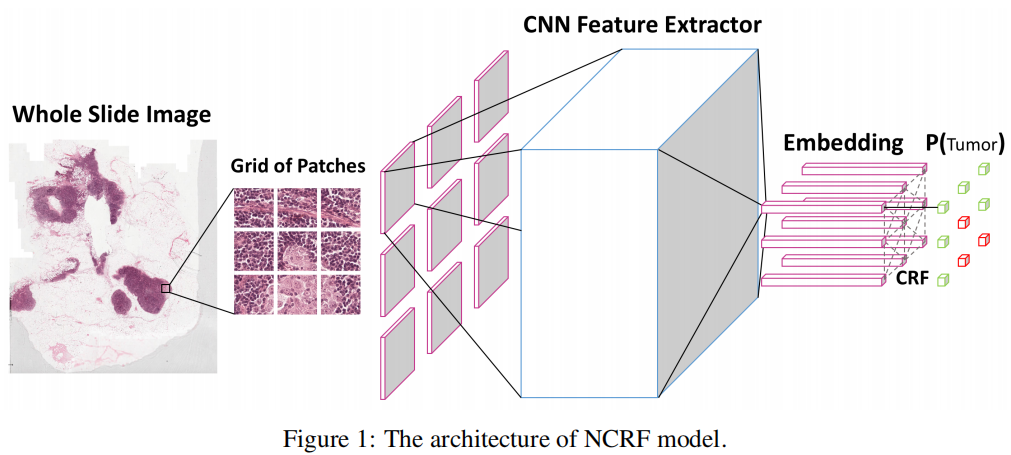 CNN Feature Extractor
Whole Slide Image
Grid of Patches
Embedding
P(Tumor)
CRF
Figure 1: The architecture of NCRF model.